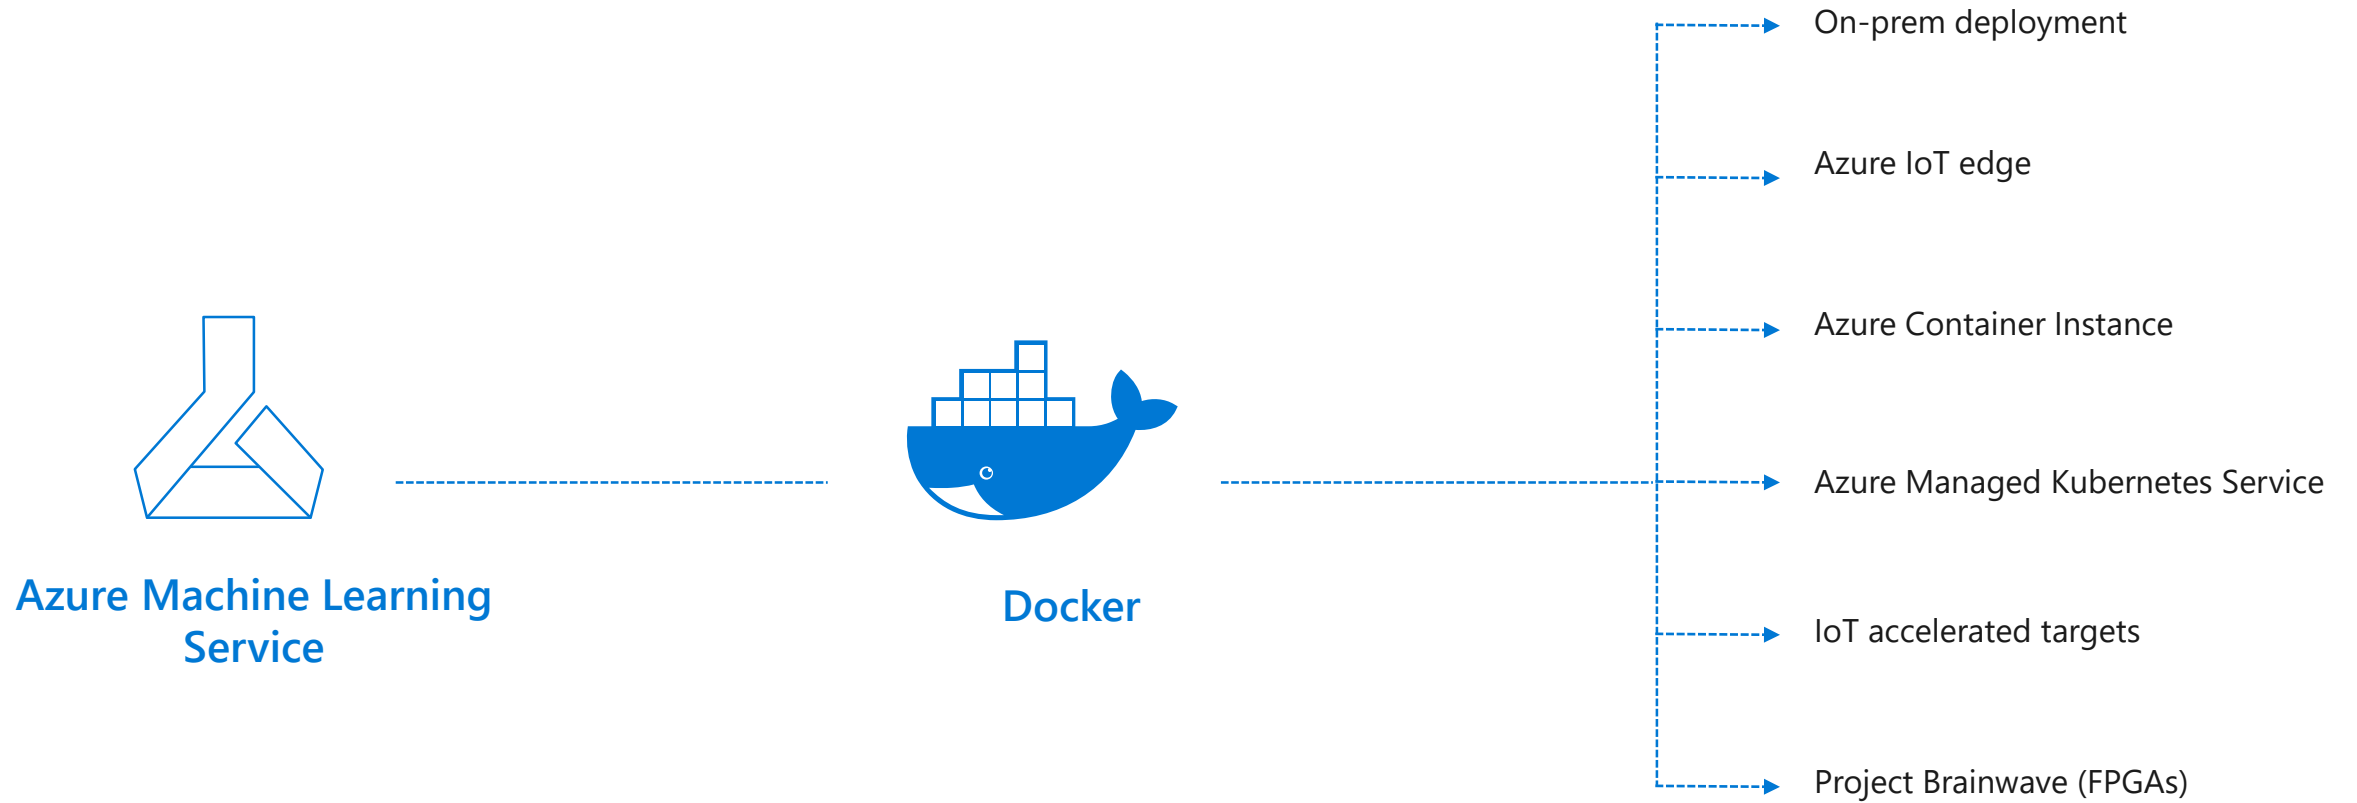 Azure Machine Learning
Service
Docker
On-prem deployment
Azure IoT edge
Azure Container Instance
Azure Managed Kubernetes Service
IoT accelerated targets
Project Brainwave (FPGAs)